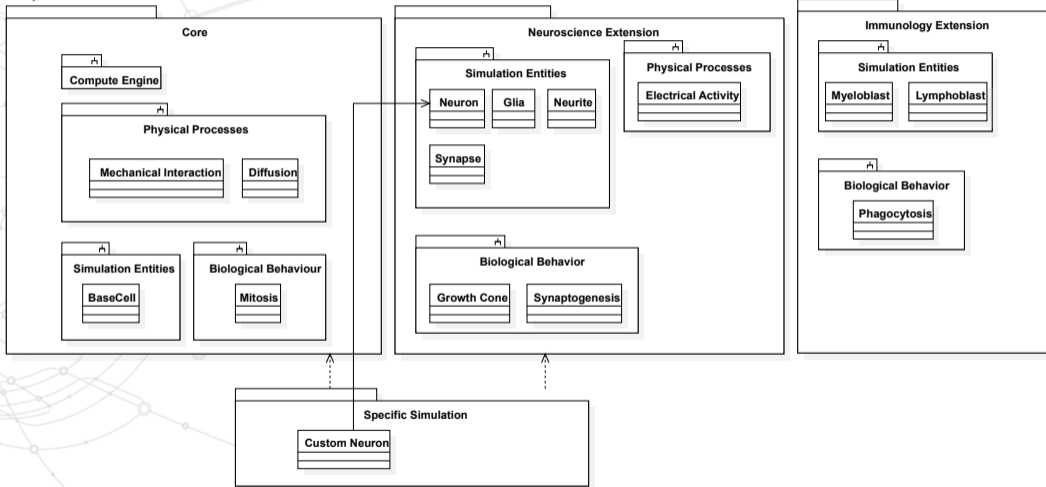 Core
Compute Engine
Physical Processes
Mechanical Interaction
Diffusion
Simulation Entities
BaseCell
Biological Behaviour
Mitosis
Neuroscience Extension
Simulation Entities
Neuron
Glia
Neurite
Synapse
Physical Processes
Electrical Activity
Biological Behavior
Growth Cone
Synaptogenesis
Immunology Extension
Simulation Entities
Myeloblast
Lymphoblast
Biological Behavior
Phagocytosis
Specific Simulation
Custom Neuron